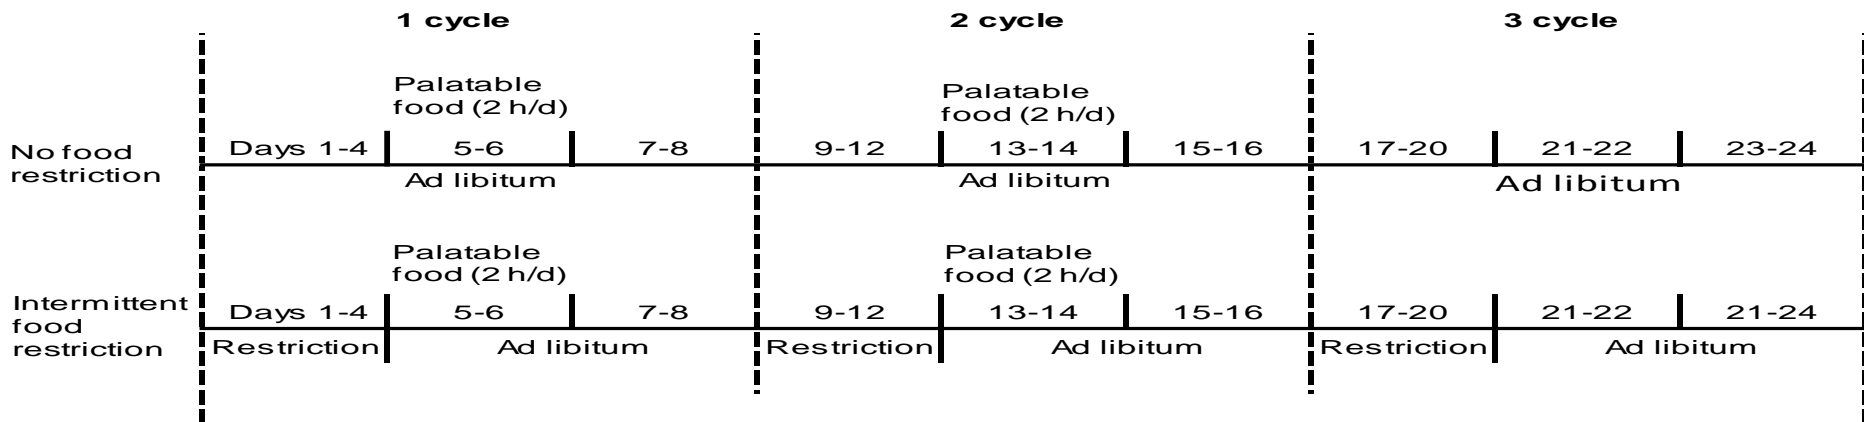 1 cycle 2 cycle 3 cycle
Palatable
food (2 h/d)
Palatable
food (2 h/d)
No food
restriction
Days 1-4 5-6 7-8 9-12 13-14 15-16 17-20 21-22 23-24
Ad libitum Ad libitum Ad libitum
Palatable
food (2 h/d)
Palatable
food (2 h/d)
Intermittent
food
restriction
Days 1-4 5-6 7-8 9-12 13-14 15-16 17-20 21-22 21-24
Restriction Ad libitum Restriction Ad libitum Restriction Ad libitum